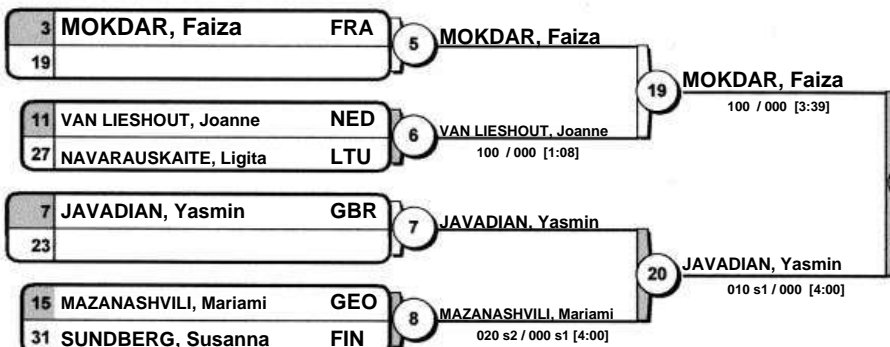 3 MOKDAR, Faiza FRA
19
5
MOKDAR, Faiza
11 VAN LIESHOUT, Joanne NED
27 NAVARAUSKAITE, Ligita LTU
6
VAN LIESHOUT, Joanne
100 / 000 [1:08]
19
MOKDAR, Faiza
100 / 000 [3:39]
7 JAVADIAN, Yasmin GBR
23
7
JAVADIAN, Yasmin
15 MAZANASHVILI, Mariami GEO
31 SUNDBERG, Susanna FIN
8
MAZANASHVILI, Mariami
020 s2 / 000 s1 [4:00]
20
JAVADIAN, Yasmin
010 s1 / 000 [4:00]